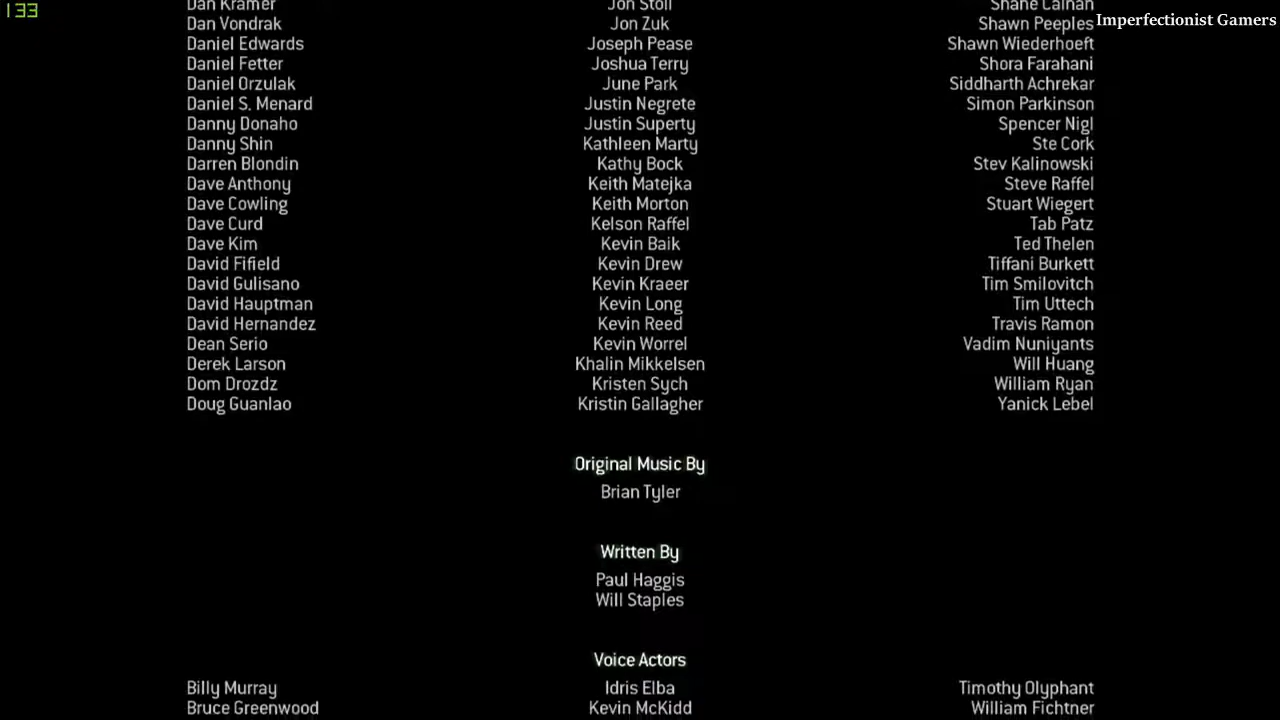 133
Imperfectionist Gamers
Dan Kramer
Jon Stoll
Dan Vondrak
Jon Zuk
Shawn Peeples
Daniel Edwards
Joseph Pease
Shawn Wiederhoeft
Daniel Fetter
Joshua Terry
Shora Farahani
Daniel Orzulak
June Park
Siddharth Achrekar
Daniel S. Menard
Justin Negrete
Simon Parkinson
Danny Donaho
Justin Superty
Spencer Nigl
Danny Shin
Kathleen Marty
Ste Cork
Darren Blondin
Kathy Bock
Stev Kalinowski
Dave Anthony
Keith Matejka
Steve Raffel
Dave Cowling
Keith Morton
Stuart Wiegert
Dave Curd
Kelson Raffel
Tab Patz
Dave Kim
Kevin Baik
Ted Thelen
David Fifield
Kevin Drew
Tiffani Burkett
David Gulisano
Kevin Kraeer
Tim Smilovitch
David Hauptman
Kevin Long
Tim Uttech
David Hernandez
Kevin Reed
Travis Ramon
Dean Serio
Kevin Worrel
Vadim Nuniyants
Derek Larson
Khalin Mikkelsen
Will Huang
Dom Drozdz
Kristen Sych
William Ryan
Doug Guanlao
Kristin Gallagher
Yanick Lebel
Original Music By
Brian Tyler
Written By
Paul Haggis
Will Staples
Voice Actors
Billy Murray
Idris Elba
Timothy Olyphant
Bruce Greenwood
Kevin McKidd
William Fichtner